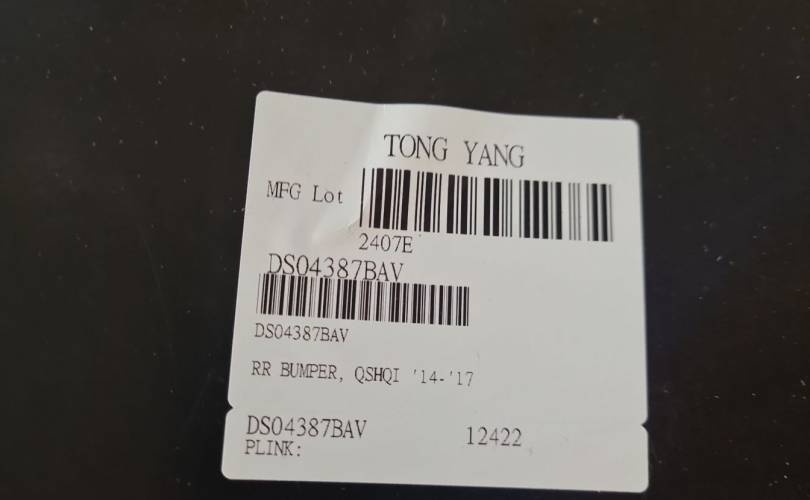 TONG YANG
MFG Lot
2407E
DS04387BAV
DS04387BAV
RR BUMPER, QSHQI '14-'17
DS04387BAV 12422
PLINK: